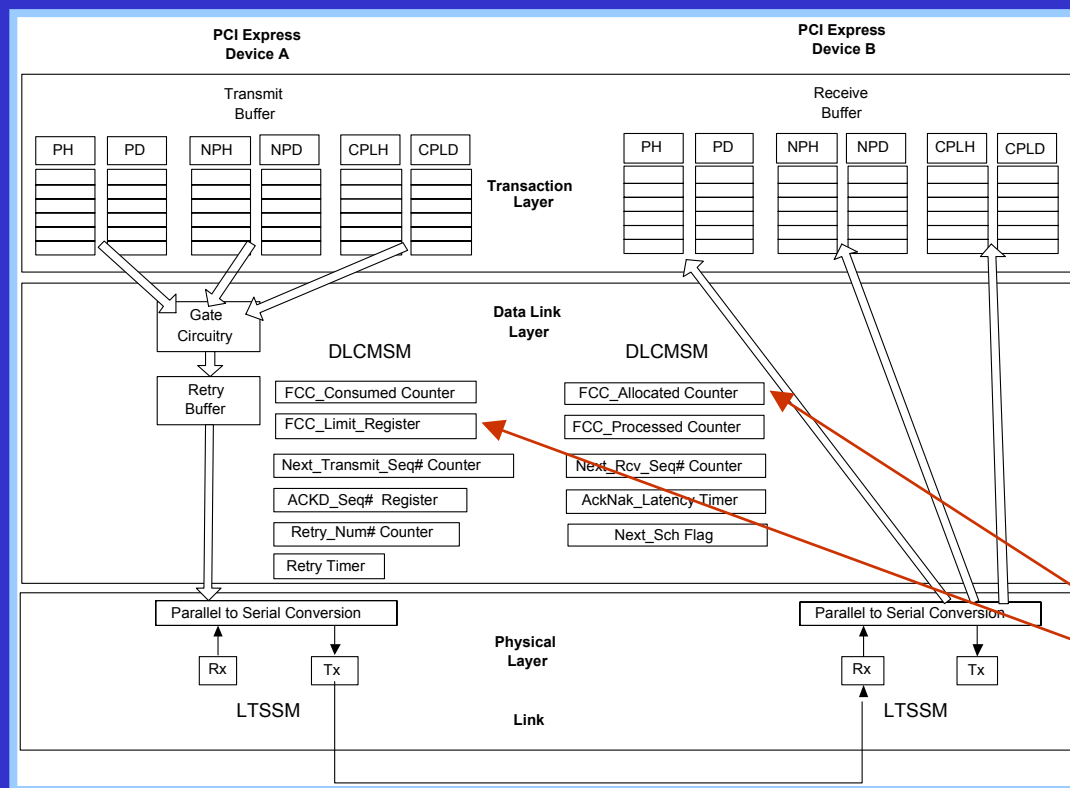 PCI Express
Device A
PCI Express
Device B
Transmit
Buffer
Receive
Buffer
PH PD NPH NPD CPLH CPLD
PH PD NPH NPD CPLH CPLD
Transaction
Layer
Gate
Circuitry
Data Link
Layer
DLCMSM
DLCMSM
Retry
Buffer
FCC_Consumed Counter
FCC_Limit_Register
Next_Transmit_Seq# Counter
ACKD_Seq# Register
Retry_Num# Counter
Retry Timer
FCC_Allocated Counter
FCC_Processed Counter
Next_Rcv_Seq# Counter
AckNak_Latency Timer
Next_Sch Flag
Parallel to Serial Conversion
Parallel to Serial Conversion
Physical
Layer
Rx
Tx
Rx
Tx
LTSSM
Link
LTSSM